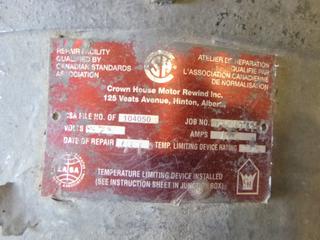 REPAIR FACILITY
QUALIFIED BY
CANADIAN STANDARDS
ASSOCIATION
ATELIER DE REPARATION
QUALIFIE PAR
L'ASSOCIATION CANADIENNE
DE NORMALISATION
Crown House Motor Rewind Inc.
125 Veats Avenue, Hinton, Alberta
CSA FILE NO. OF 104050 JOB NO.
VOLTS AMPS
DATE OF REPAIR TEMP. LIMITING DEVICE RATING
TEMPERATURE LIMITING DEVICE INSTALLED
(SEE INSTRUCTION SHEET IN JUNCTION BOX)